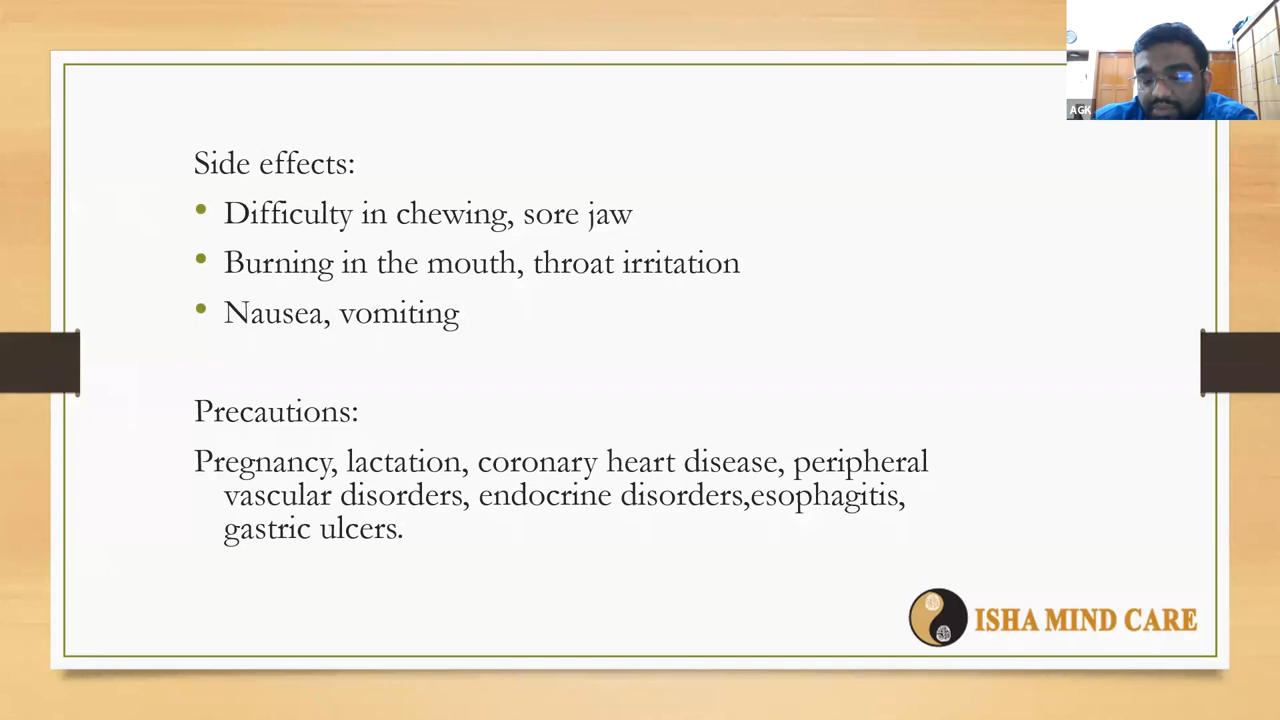 AGK
Side effects:
• Difficulty in chewing, sore jaw
• Burning in the mouth, throat irritation
• Nausea, vomiting
Precautions:
Pregnancy, lactation, coronary heart disease, peripheral
vascular disorders, endocrine disorders,esophagitis,
gastric ulcers.
ISHA MIND CARE